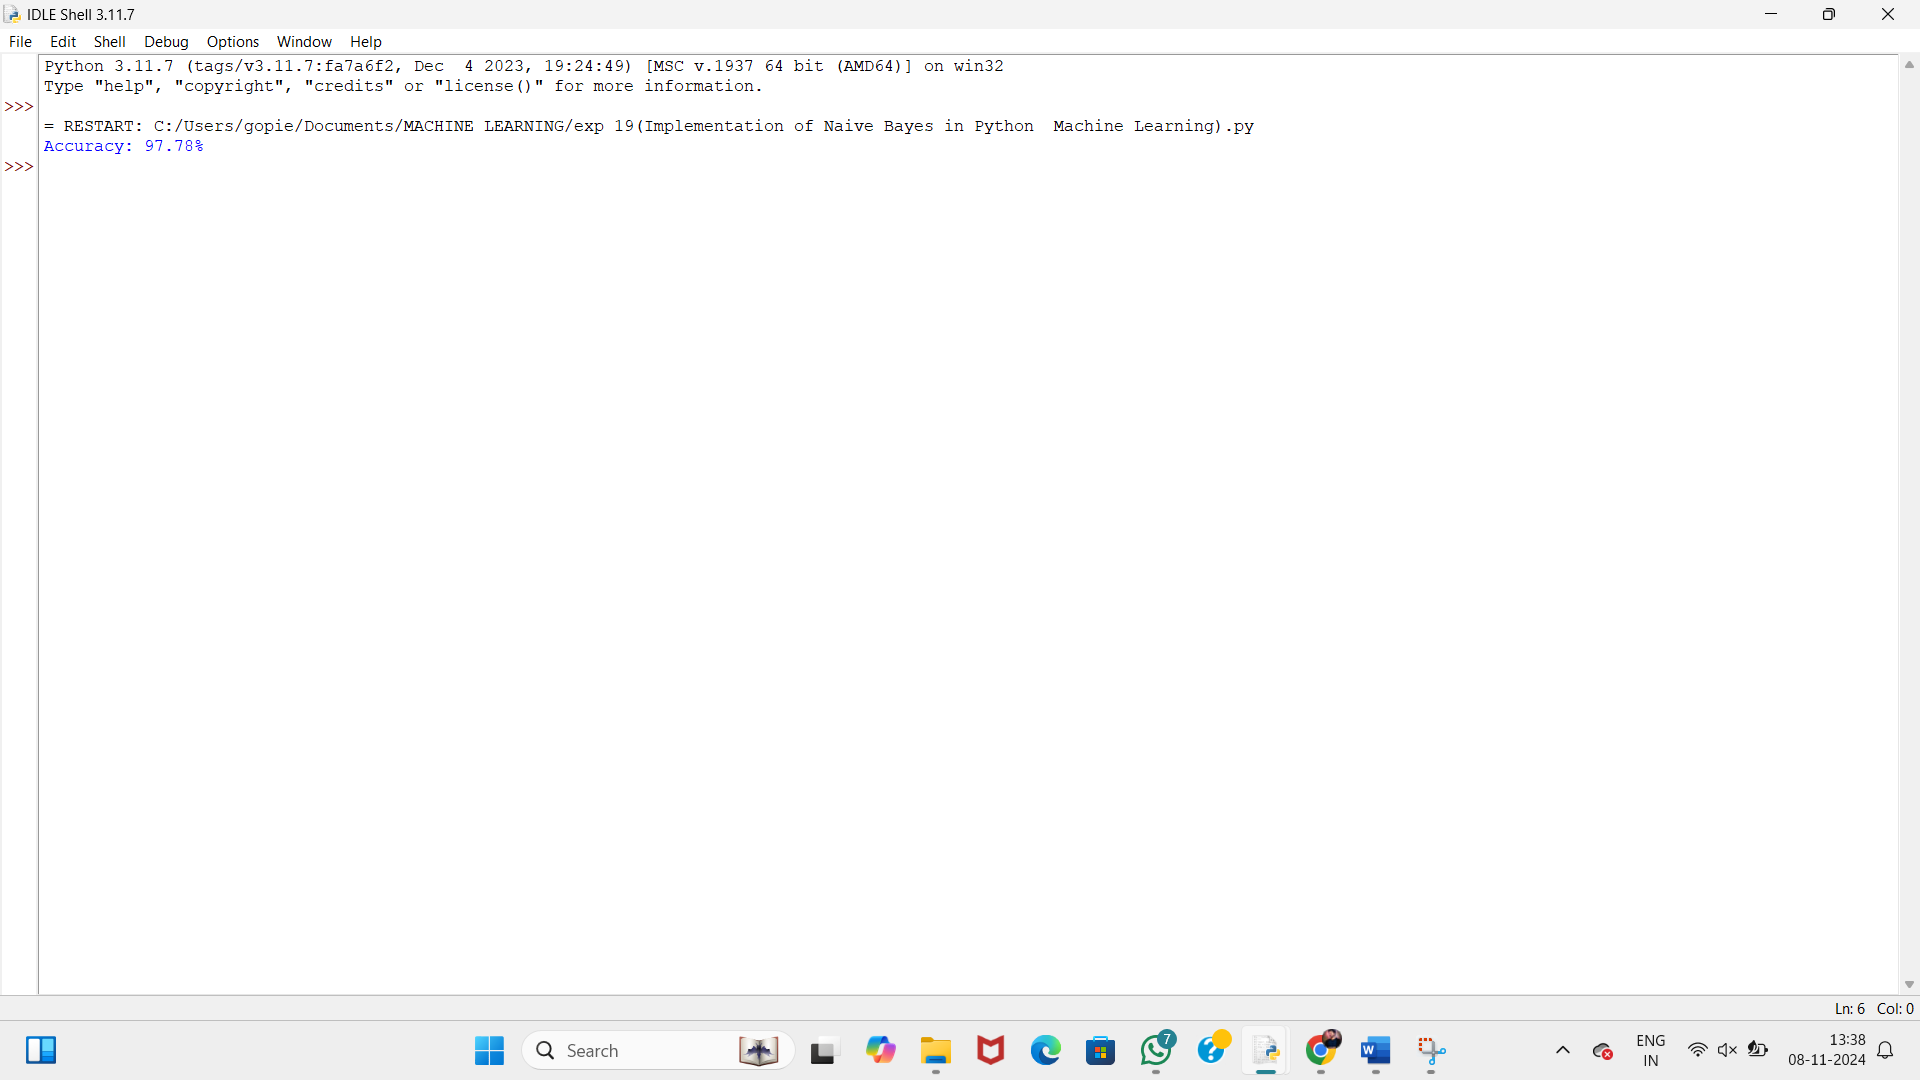 IDLE Shell 3.11.7
File Edit Shell Debug Options Window Help
Python 3.11.7 (tags/v3.11.7:fa7a6f2, Dec  4 2023, 19:24:49) [MSC v.1937 64 bit (AMD64)] on win32
Type "help", "copyright", "credits" or "license()" for more information.
>>>
= RESTART: C:/Users/gopie/Documents/MACHINE LEARNING/exp 19(Implementation of Naive Bayes in Python  Machine Learning).py
Accuracy: 97.78%
>>>
Ln: 6 Col: 0
Search
7
W
ENG
IN
13:38
08-11-2024